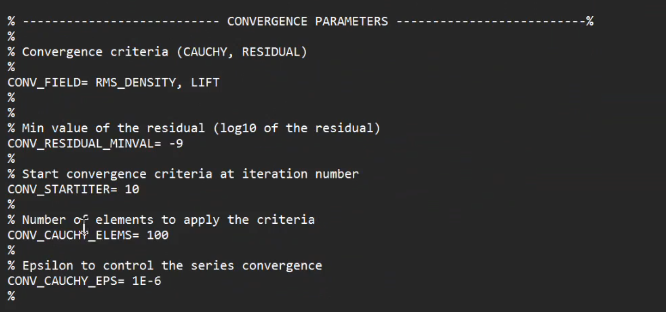 % -------------------------- CONVERGENCE PARAMETERS -------------------------%
%
% Convergence criteria (CAUCHY, RESIDUAL)
%
CONV_FIELD= RMS_DENSITY, LIFT
%
%
% Min value of the residual (log10 of the residual)
CONV_RESIDUAL_MINVAL= -9
%
% Start convergence criteria at iteration number
CONV_STARTITER= 10
%
% Number of elements to apply the criteria
CONV_CAUCHY_ELEMS= 100
%
% Epsilon to control the series convergence
CONV_CAUCHY_EPS= 1E-6
%